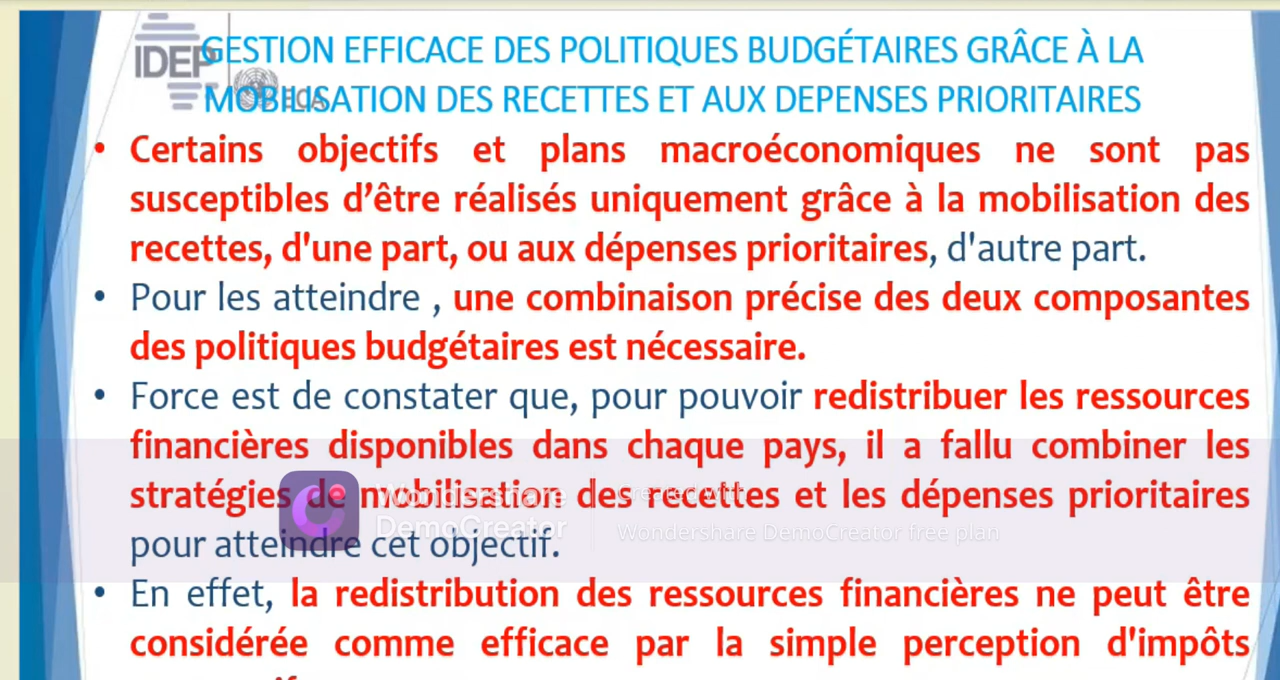 IDEP
ECA
GESTION EFFICACE DES POLITIQUES BUDGÉTAIRES GRÂCE À LA
MOBILISATION DES RECETTES ET AUX DEPENSES PRIORITAIRES
• Certains objectifs et plans macroéconomiques ne sont pas
susceptibles d’être réalisés uniquement grâce à la mobilisation des
recettes, d'une part, ou aux dépenses prioritaires, d'autre part.
• Pour les atteindre , une combinaison précise des deux composantes
des politiques budgétaires est nécessaire.
• Force est de constater que, pour pouvoir redistribuer les ressources
financières disponibles dans chaque pays, il a fallu combiner les
stratégies de mobilisation des recettes et les dépenses prioritaires
pour atteindre cet objectif.
• En effet, la redistribution des ressources financières ne peut être
considérée comme efficace par la simple perception d'impôts
Wondershare
DemoCreator
Created with
Wondershare DemoCreator free plan